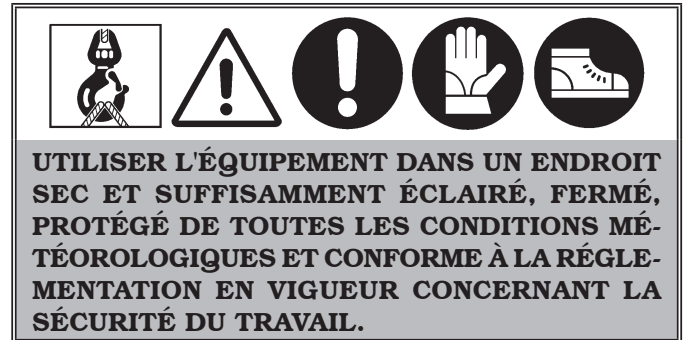 UTILISER L'ÉQUIPEMENT DANS UN ENDROIT
SEC ET SUFFISAMMENT ÉCLAIRÉ, FERMÉ,
PROTÉGÉ DE TOUTES LES CONDITIONS MÉ-
TÉOROLOGIQUES ET CONFORME À LA RÉGLE-
MENTATION EN VIGUEUR CONCERNANT LA
SÉCURITÉ DU TRAVAIL.